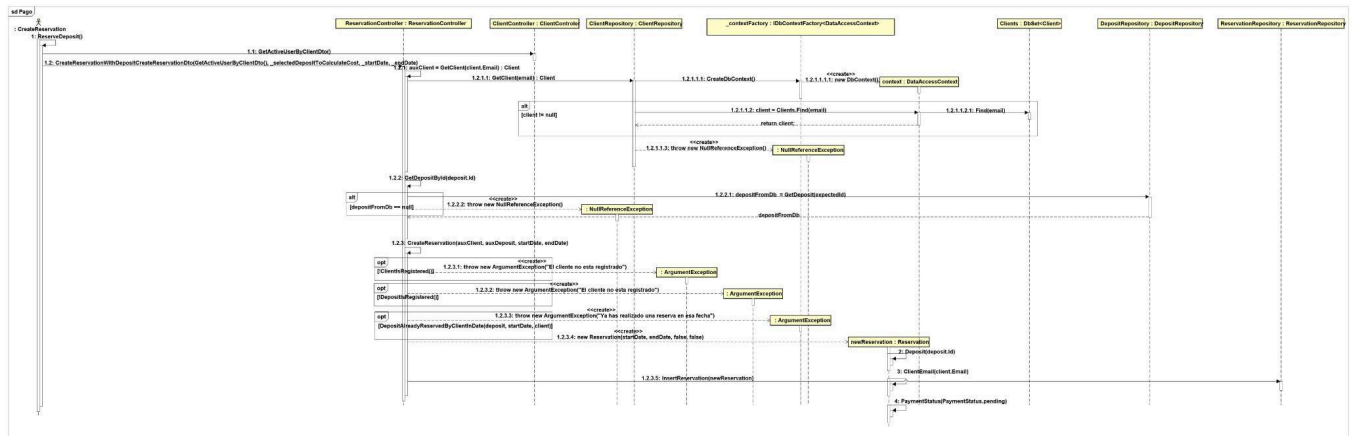 sd Pago
: CreateReservation
ReservationController : ReservationController
ClientController : ClientControler
ClientRepository : ClientRepository
_contextFactory : IDbContextFactory<DataAccessContext>
Clients : DbSet<Client>
DepositRepository : DepositRepository
ReservationRepository : ReservationRepository
1: ReserveDeposit()
1.1: GetActiveUserByClientDto()
1.2: CreateReservationWithDepositCreateReservationDto(GetActiveUserByClientDto(), _selectedDepositToCalculateCost, _startDate, _endDate)
1.2.1: auxClient = GetClient(client.Email) : Client
1.2.1.1: GetClient(email) : Client
1.2.1.1.1: CreateDbContext()
<<create>>
1.2.1.1.1.1: new DbContext()
context : DataAccessContext
alt
[client != null]
1.2.1.1.2: client = Clients.Find(email)
1.2.1.1.2.1: Find(email)
return client;
<<create>>
1.2.1.1.3: throw new NullReferenceException()
: NullReferenceException
1.2.2: GetDepositById(deposit.Id)
alt
[depositFromDb == null]
1.2.2.1: depositFromDb = GetDeposit(expectedId)
<<create>>
1.2.2.2: throw new NullReferenceException()
: NullReferenceException
depositFromDb
1.2.3: CreateReservation(auxClient, auxDeposit, startDate, endDate)
opt
[!ClientIsRegistered()]
<<create>>
1.2.3.1: throw new ArgumentException("El cliente no esta registrado")
: ArgumentException
opt
[!DepositIsRegistered()]
<<create>>
1.2.3.2: throw new ArgumentException("El cliente no esta registrado")
: ArgumentException
opt
[DepositAlreadyReservedByClientInDate(deposit, startDate, client)]
<<create>>
1.2.3.3: throw new ArgumentException("Ya has realizado una reserva en esa fecha")
: ArgumentException
<<create>>
1.2.3.4: new Reservation(startDate, endDate, false, false)
newReservation : Reservation
2: Deposit(deposit.Id)
3: ClientEmail(client.Email)
1.2.3.5: InsertReservation(newReservation)
4: PaymentStatus(PaymentStatus.pending)